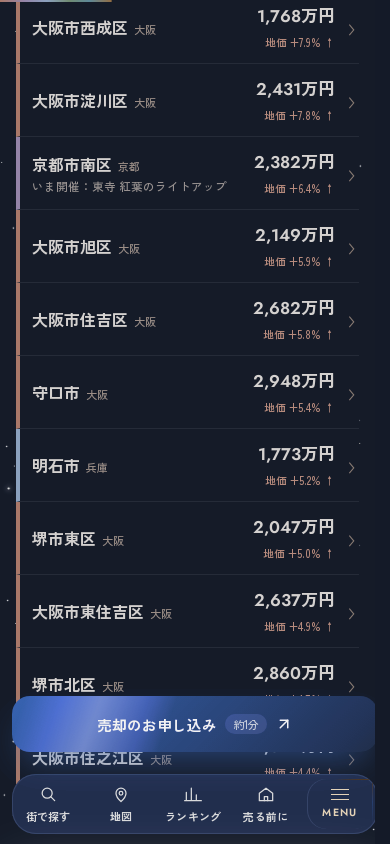 1,768万円
大阪市西成区 大阪
地価 +7.9% ↑
2,431万円
大阪市淀川区 大阪
地価 +7.8% ↑
京都市南区 京都
2,382万円
いま開催：東寺 紅葉のライトアップ
地価 +6.4% ↑
2,149万円
大阪市旭区 大阪
地価 +5.9% ↑
2,682万円
大阪市住吉区 大阪
地価 +5.8% ↑
2,948万円
守口市 大阪
地価 +5.4% ↑
1,773万円
明石市 兵庫
地価 +5.2% ↑
2,047万円
堺市東区 大阪
地価 +5.0% ↑
2,637万円
大阪市東住吉区 大阪
地価 +4.9% ↑
2,860万円
堺市北区 大阪
売却のお申し込み 約1分
大阪市住之江区 大阪
地価 +4.4% ↑
街で探す 地図 ランキング 売る前に MENU